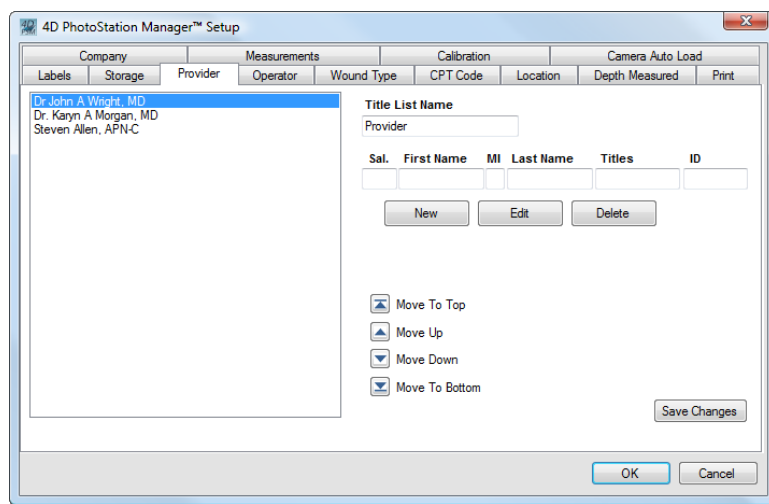 4D PhotoStation Manager™ Setup
Company Measurements Calibration Camera Auto Load
Labels Storage Provider Operator Wound Type CPT Code Location Depth Measured Print
Dr John A Wright, MD
Dr. Karyn A Morgan, MD
Steven Allen, APN-C
Title List Name
Provider
Sal. First Name MI Last Name Titles ID
New Edit Delete
Move To Top
Move Up
Move Down
Move To Bottom
Save Changes
OK Cancel